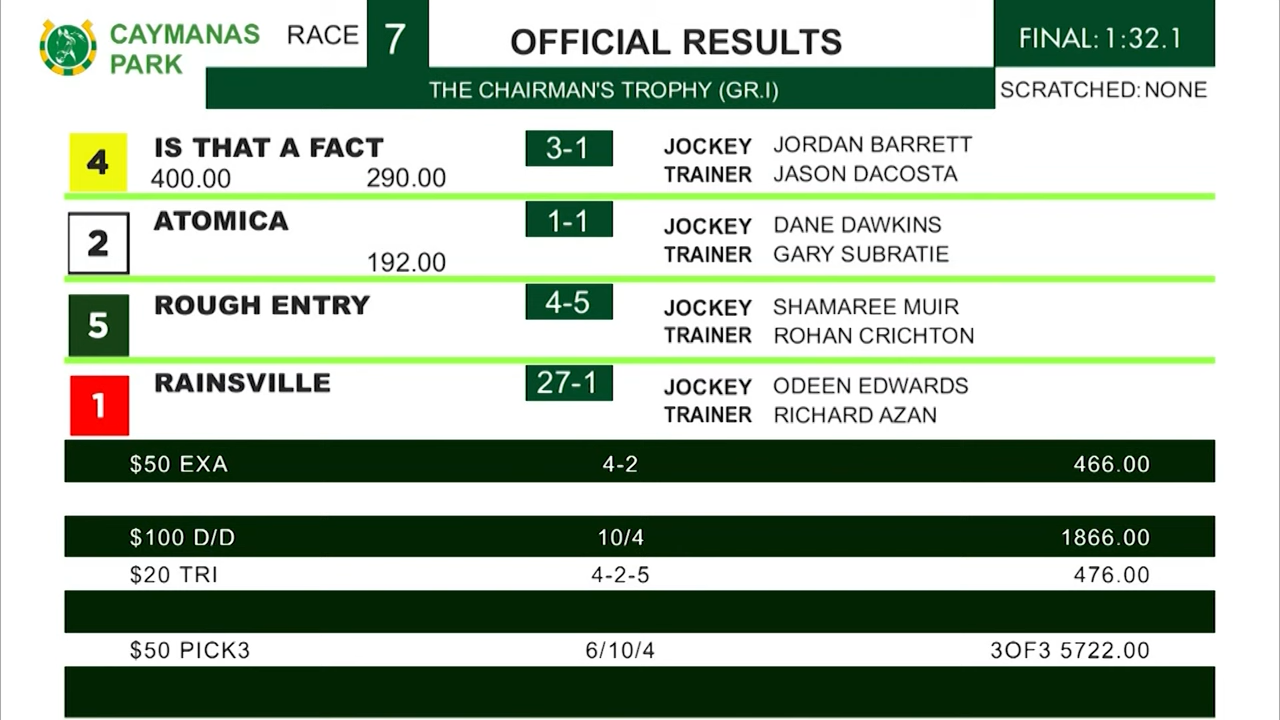 CAYMANAS PARK
RACE 7
OFFICIAL RESULTS
FINAL: 1:32.1
THE CHAIRMAN'S TROPHY (GR.I)
SCRATCHED: NONE
4 IS THAT A FACT 3-1 JOCKEY JORDAN BARRETT
400.00 290.00 TRAINER JASON DACOSTA
2 ATOMICA 1-1 JOCKEY DANE DAWKINS
192.00 TRAINER GARY SUBRATIE
5 ROUGH ENTRY 4-5 JOCKEY SHAMAREE MUIR
TRAINER ROHAN CRICHTON
1 RAINSVILLE 27-1 JOCKEY ODEEN EDWARDS
TRAINER RICHARD AZAN
$50 EXA 4-2 466.00
$100 D/D 10/4 1866.00
$20 TRI 4-2-5 476.00
$50 PICK3 6/10/4 3OF3 5722.00